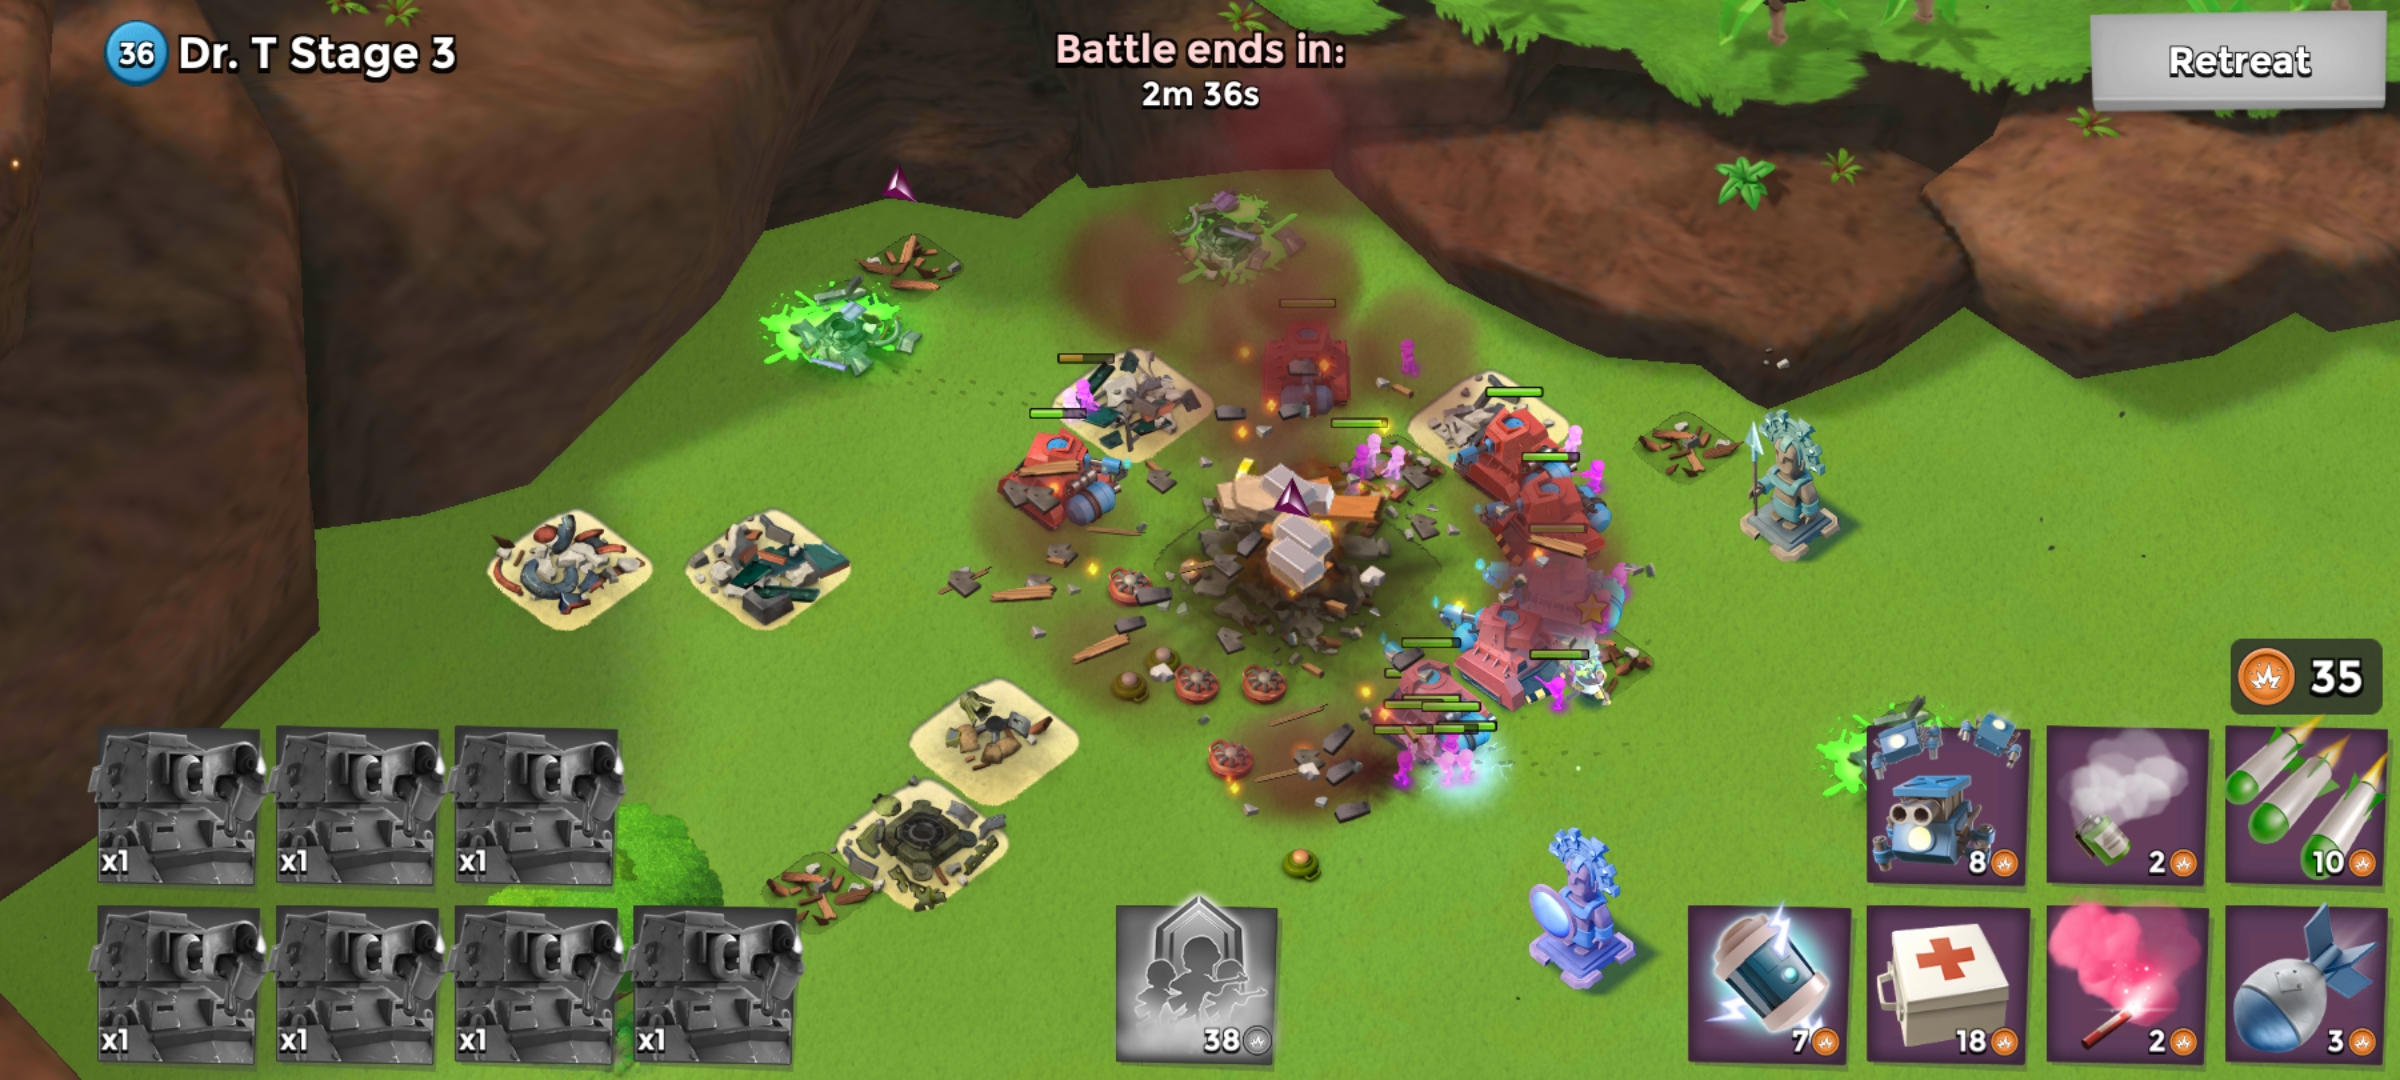 36 Dr. T Stage 3
Battle ends in:
2m 36s
Retreat
35
x1 x1 x1
8 2 10
x1 x1 x1 x1
38
7 18 2 3